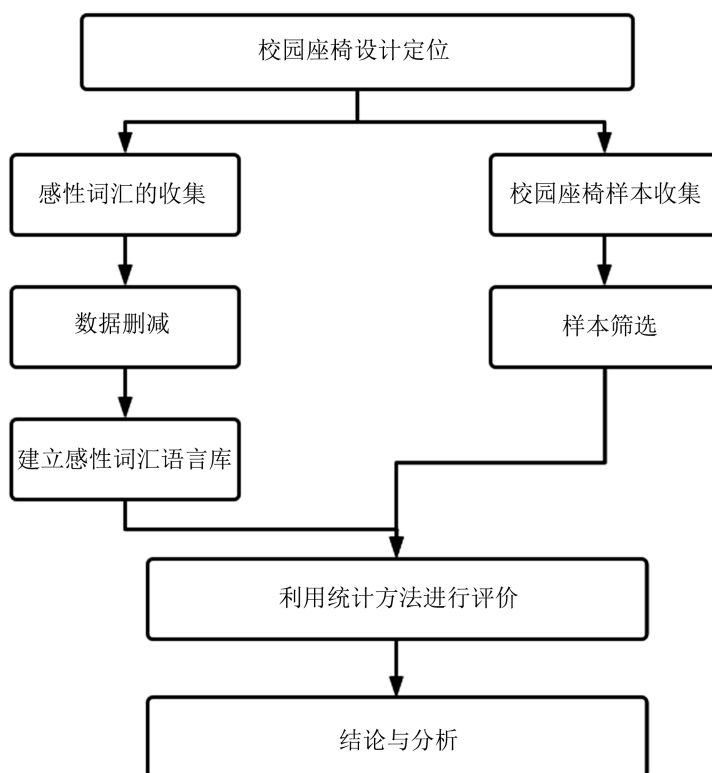 校园座椅设计定位
感性词汇的收集
校园座椅样本收集
数据删减
样本筛选
建立感性词汇语言库
利用统计方法进行评价
结论与分析